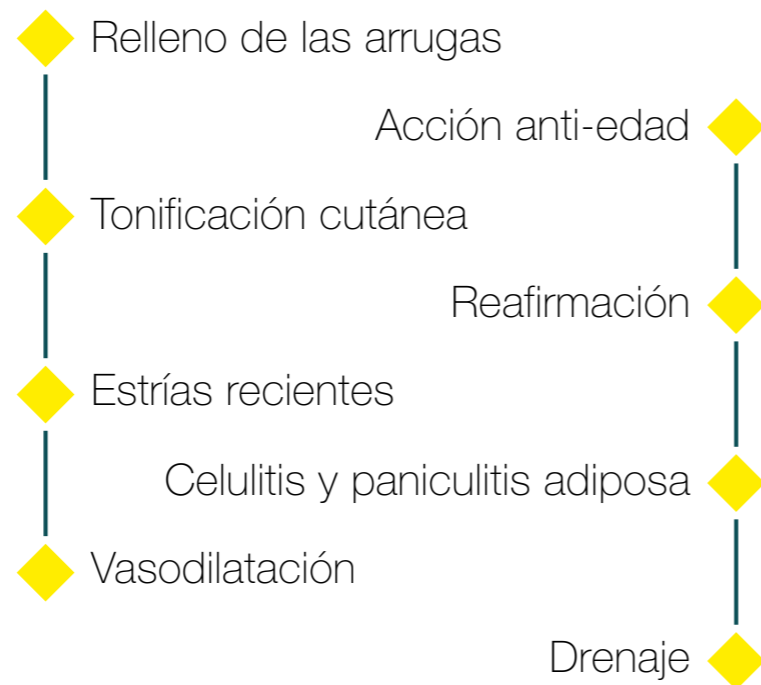 Relleno de las arrugas
Acción anti-edad
Tonificación cutánea
Reafirmación
Estrías recientes
Celulitis y paniculitis adiposa
Vasodilatación
Drenaje